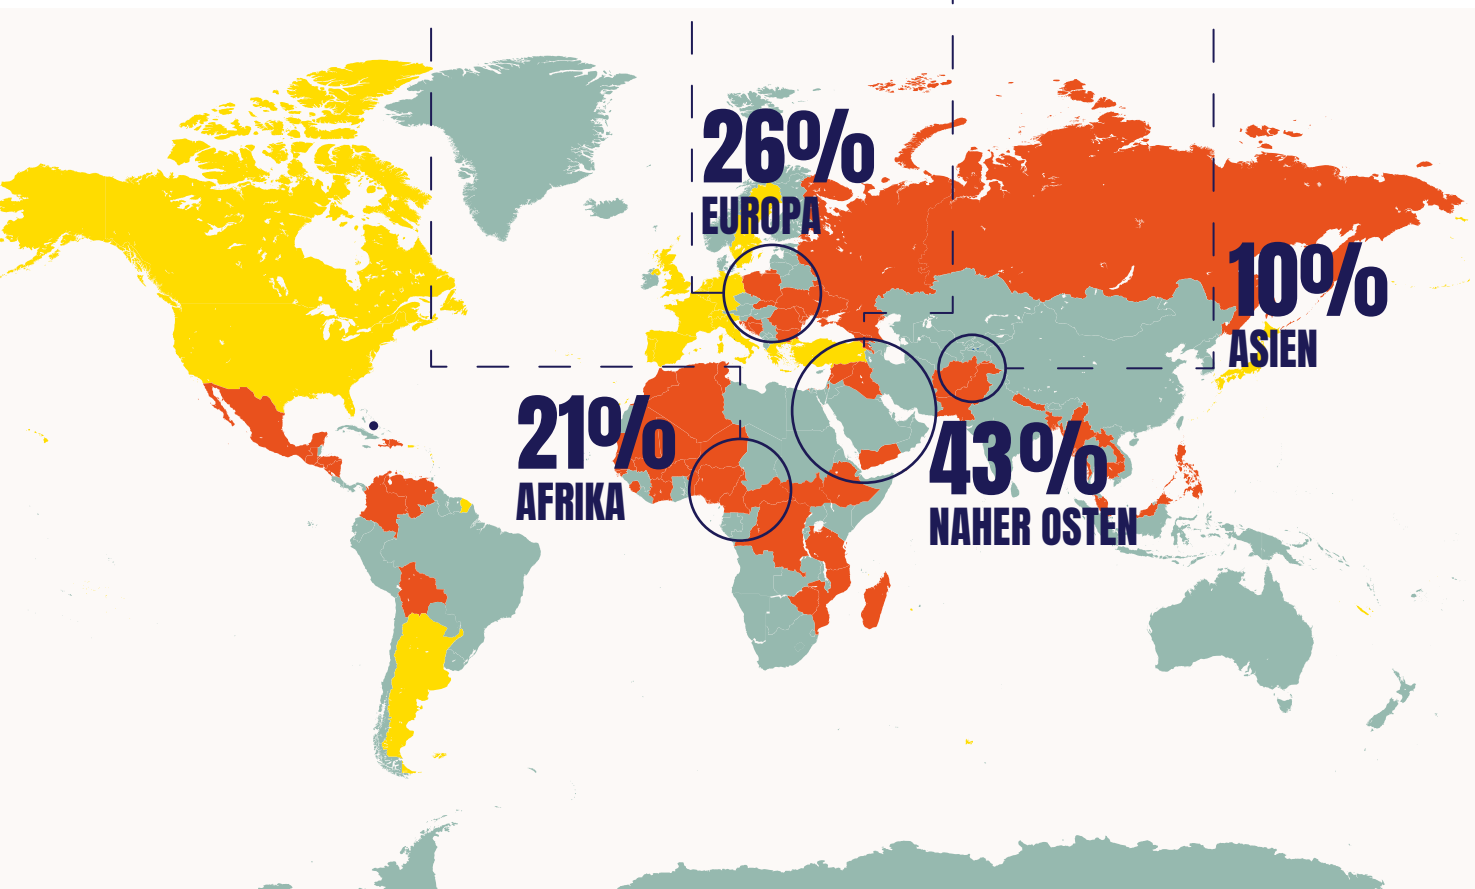 26%
EUROPA
10%
ASIEN
21%
AFRIKA
43%
NAHER OSTEN